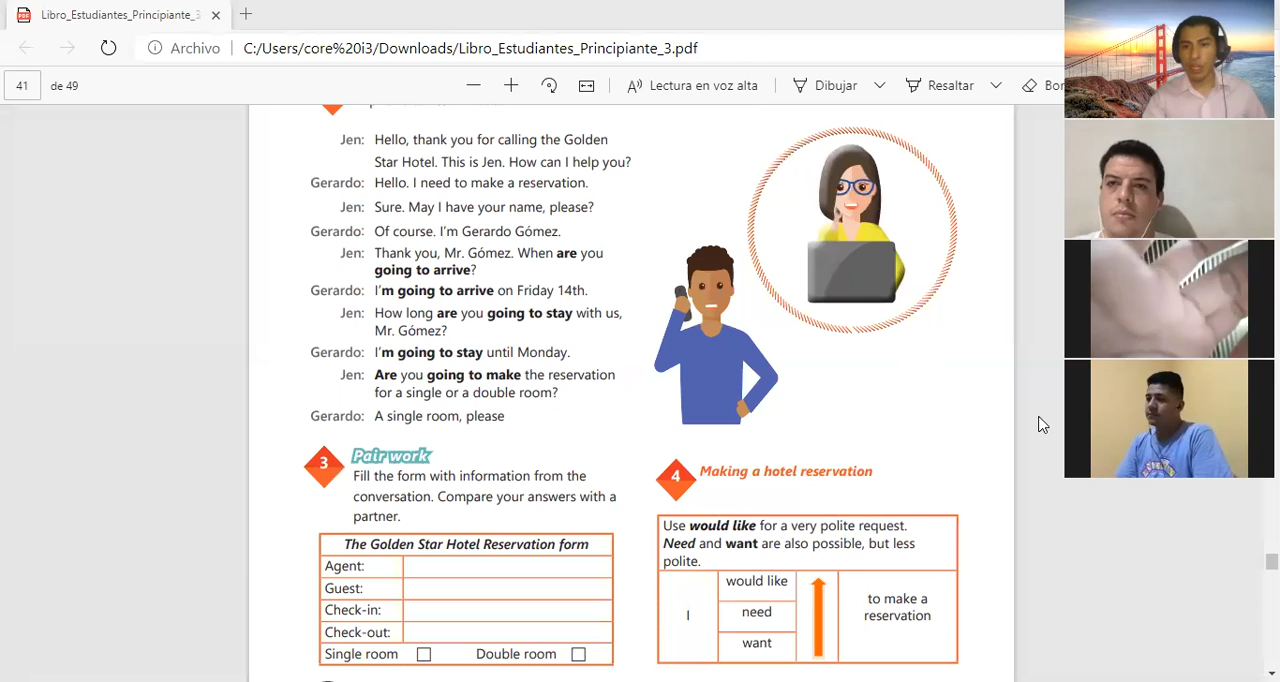 Libro_Estudiantes_Principiante_3
Archivo
C:/Users/core%20i3/Downloads/Libro_Estudiantes_Principiante_3.pdf
41
de 49
Lectura en voz alta
Dibujar
Resaltar
Jen: Hello, thank you for calling the Golden
Star Hotel. This is Jen. How can I help you?
Gerardo: Hello. I need to make a reservation.
Jen: Sure. May I have your name, please?
Gerardo: Of course. I'm Gerardo Gómez.
Jen: Thank you, Mr. Gómez. When are you
going to arrive?
Gerardo: I'm going to arrive on Friday 14th.
Jen: How long are you going to stay with us,
Mr. Gómez?
Gerardo: I'm going to stay until Monday.
Jen: Are you going to make the reservation
for a single or a double room?
Gerardo: A single room, please
3
Pair work
Fill the form with information from the
conversation. Compare your answers with a
partner.
The Golden Star Hotel Reservation form
Agent:
Guest:
Check-in:
Check-out:
Single room
Double room
4
Making a hotel reservation
Use would like for a very polite request.
Need and want are also possible, but less
polite.
I
would like
need
want
to make a
reservation